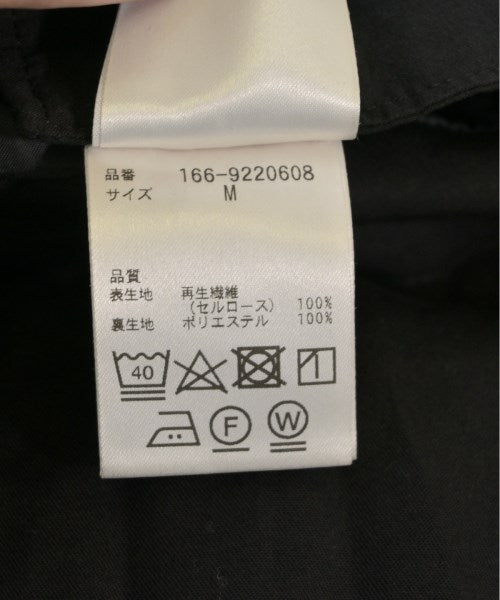 品番 166-9220608
サイズ M
品質
表生地 再生繊維
(セルロース) 100%
裏生地 ポリエステル 100%
40
F W